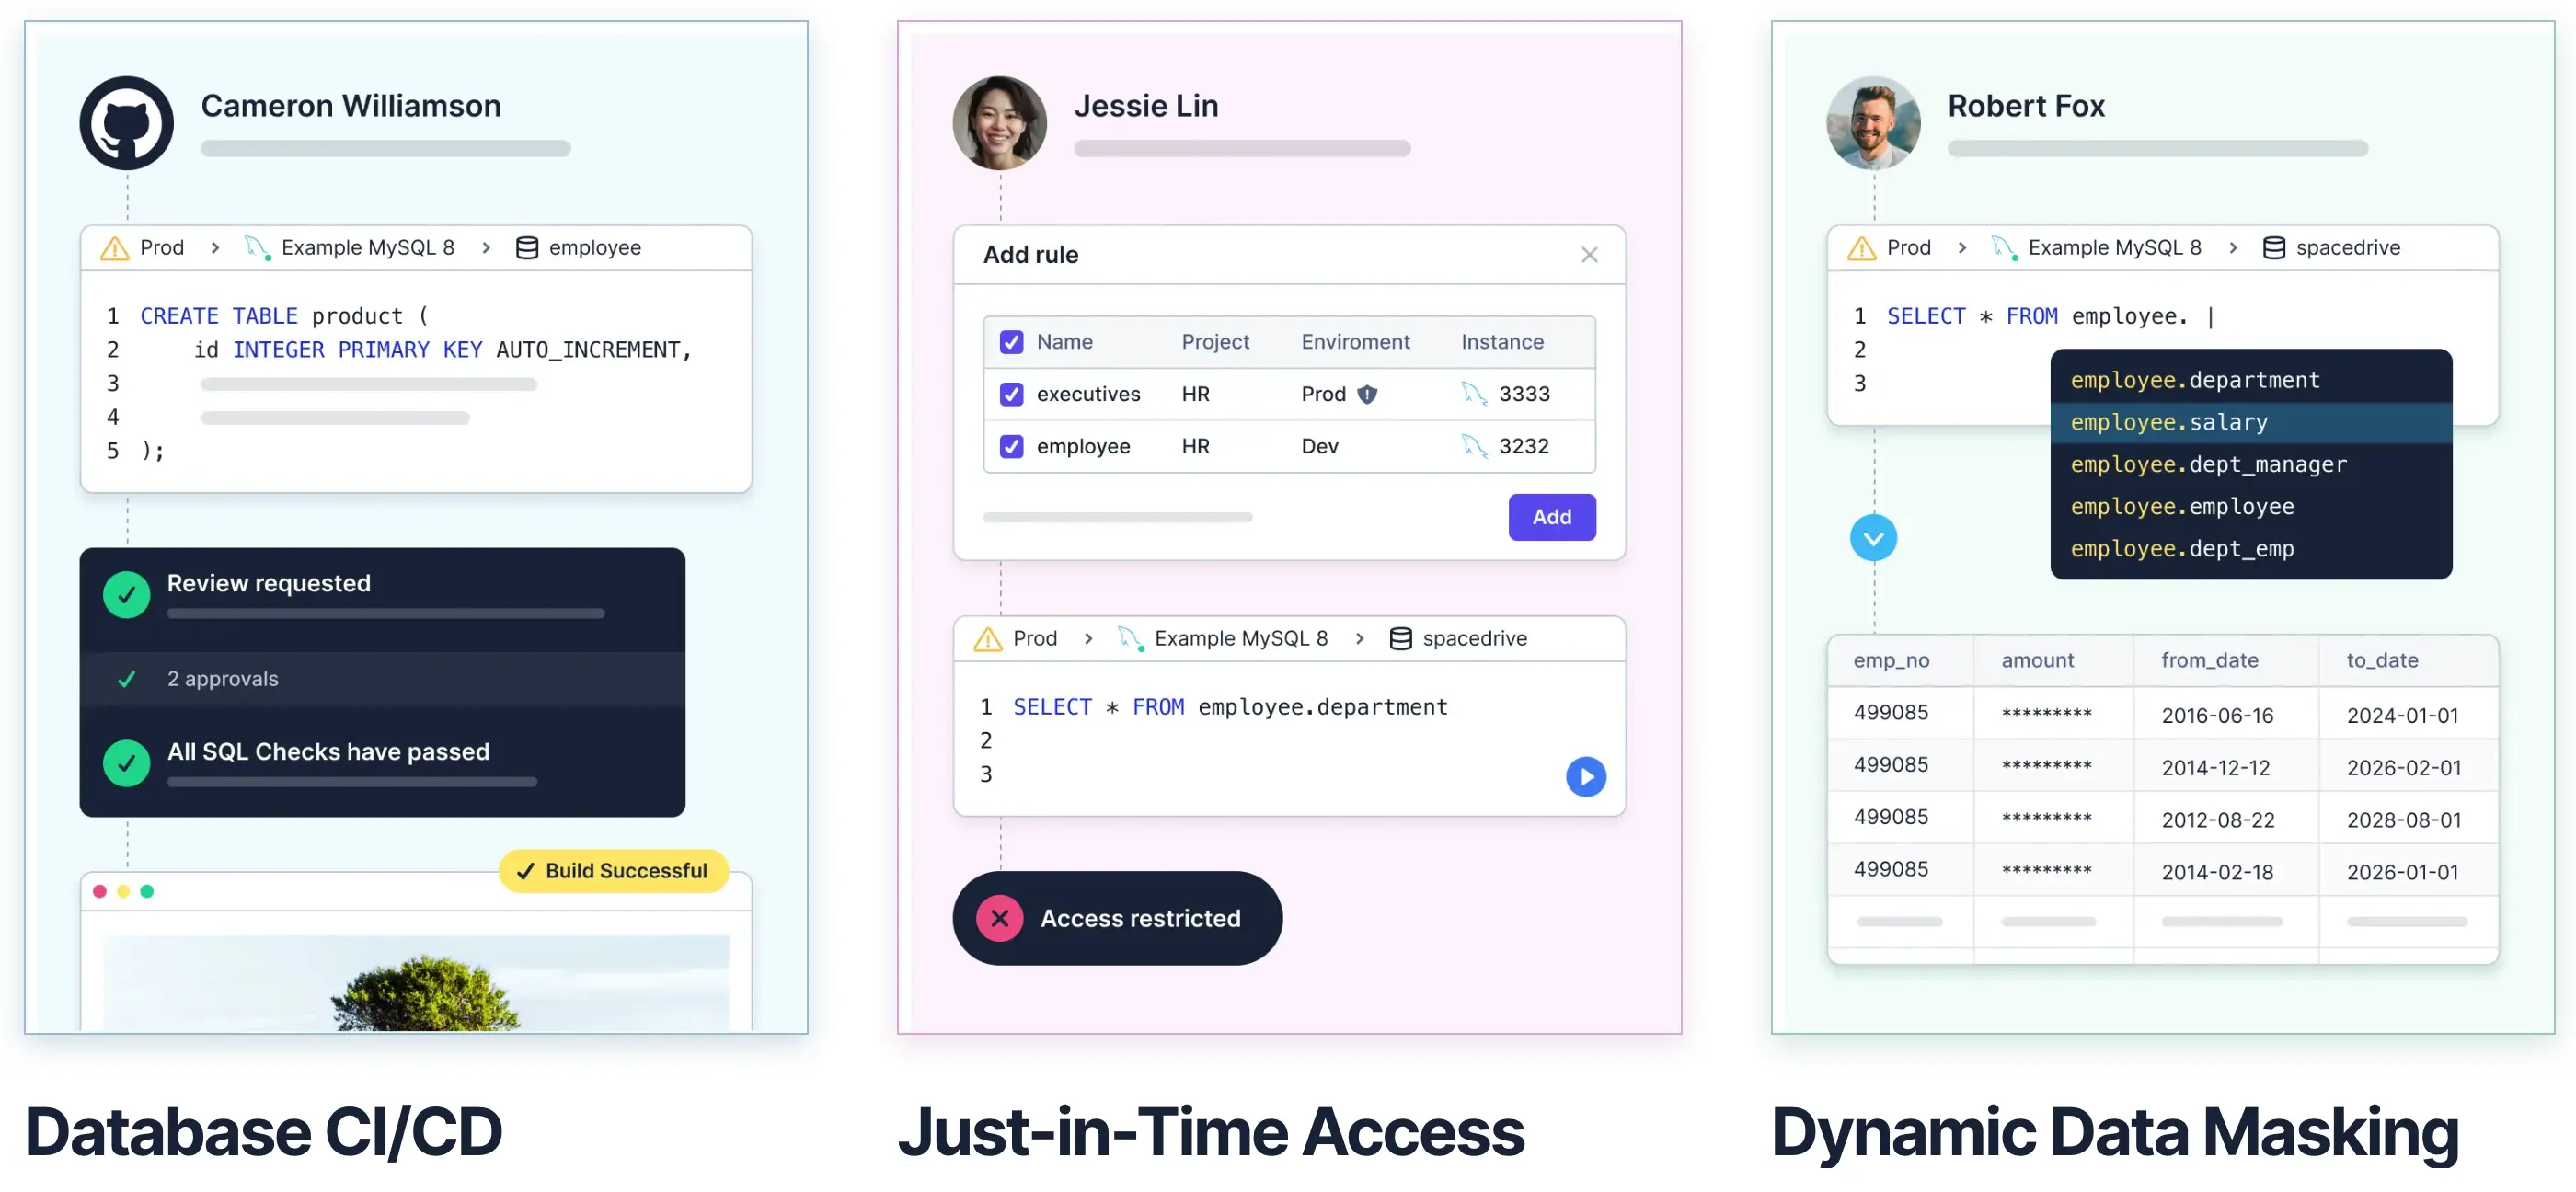 Cameron Williamson
Prod > Example MySQL 8 > employee
1 CREATE TABLE product (
2 id INTEGER PRIMARY KEY AUTO_INCREMENT,
3
4
5 );
Review requested
2 approvals
All SQL Checks have passed
Build Successful
Database CI/CD
Jessie Lin
Add rule
Name Project Enviroment Instance
executives HR Prod 3333
employee HR Dev 3232
Add
Prod > Example MySQL 8 > spacedrive
1 SELECT * FROM employee.department
2
3
Access restricted
Just-in-Time Access
Robert Fox
Prod > Example MySQL 8 > spacedrive
1 SELECT * FROM employee. |
2
3
employee.department
employee.salary
employee.dept_manager
employee.employee
employee.dept_emp
emp_no amount from_date to_date
499085 ********* 2016-06-16 2024-01-01
499085 ********* 2014-12-12 2026-02-01
499085 ********* 2012-08-22 2028-08-01
499085 ********* 2014-02-18 2026-01-01
Dynamic Data Masking